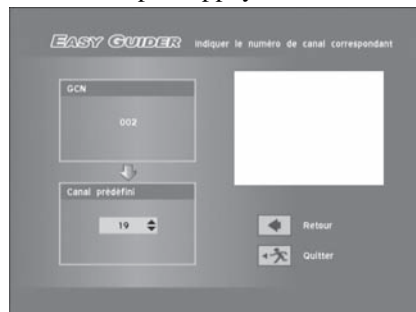 EASY GUIDER indiquer le numéro de canal correspondant
GCN
002
Canal prédéfini
19
Retour
Quitter